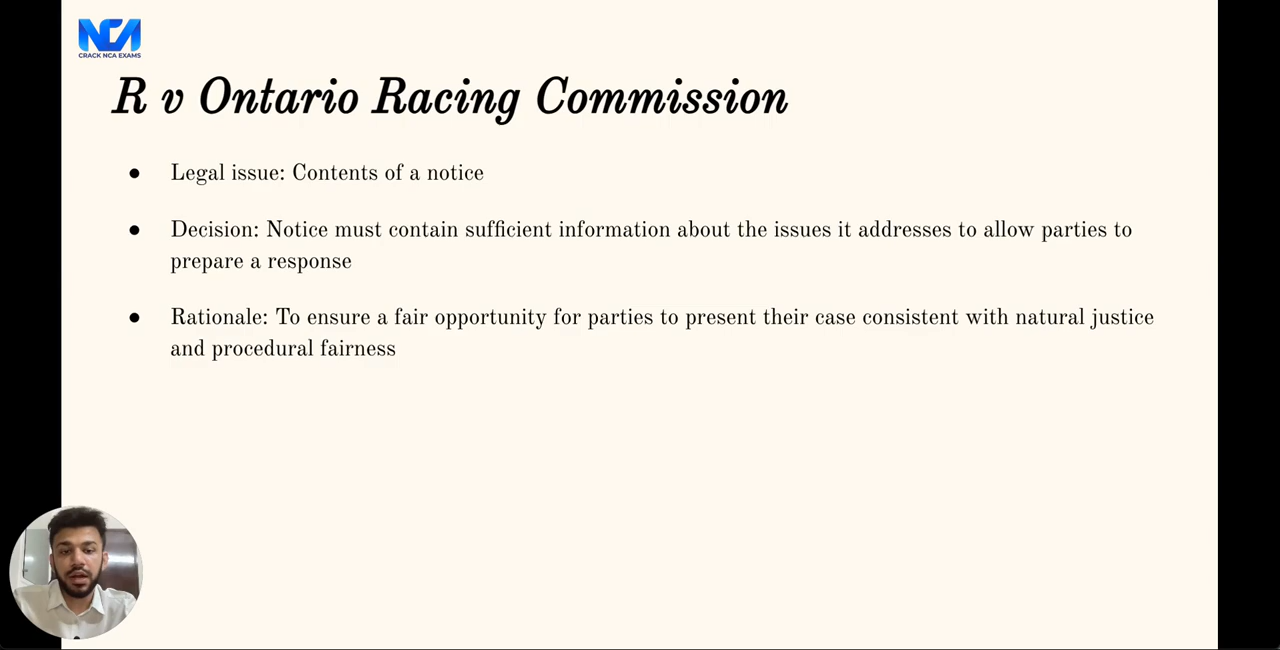 NCA
CRACK NCA EXAMS
R v Ontario Racing Commission
● Legal issue: Contents of a notice
● Decision: Notice must contain sufficient information about the issues it addresses to allow parties to
prepare a response
● Rationale: To ensure a fair opportunity for parties to present their case consistent with natural justice
and procedural fairness